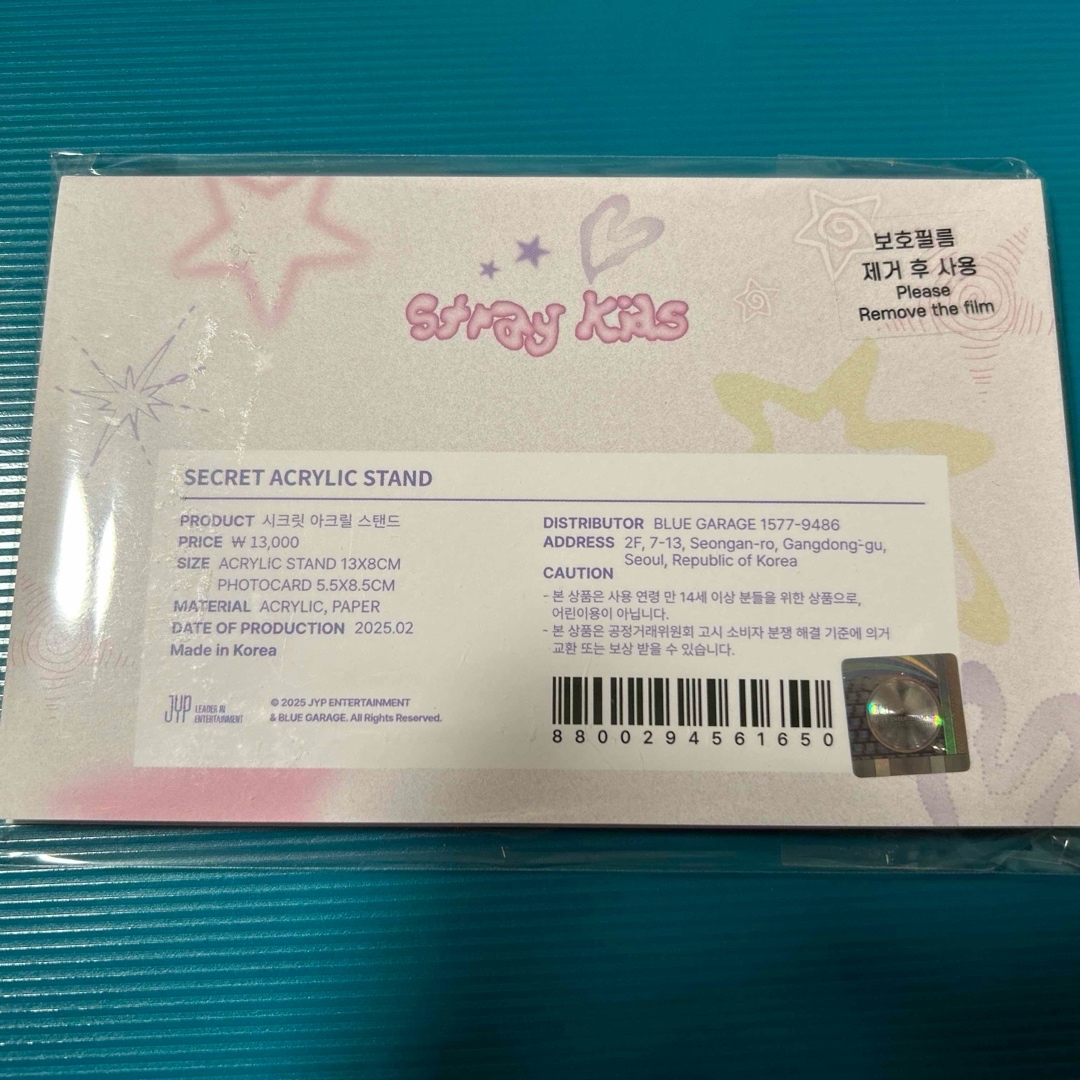 Stray Kids
보호필름
제거 후 사용
Please
Remove the film
SECRET ACRYLIC STAND
PRODUCT 시크릿 아크릴 스탠드
PRICE ₩ 13,000
SIZE ACRYLIC STAND 13X8CM
PHOTOCARD 5.5X8.5CM
MATERIAL ACRYLIC, PAPER
DATE OF PRODUCTION 2025.02
Made in Korea
JYP LEADER IN
ENTERTAINMENT
© 2025 JYP ENTERTAINMENT
& BLUE GARAGE. All Rights Reserved.
DISTRIBUTOR BLUE GARAGE 1577-9486
ADDRESS 2F, 7-13, Seongan-ro, Gangdong-gu,
Seoul, Republic of Korea
CAUTION
- 본 상품은 사용 연령 만 14세 이상 분들을 위한 상품으로,
어린이용이 아닙니다.
- 본 상품은 공정거래위원회 고시 소비자 분쟁 해결 기준에 의거
교환 또는 보상 받을 수 있습니다.
8800294561650